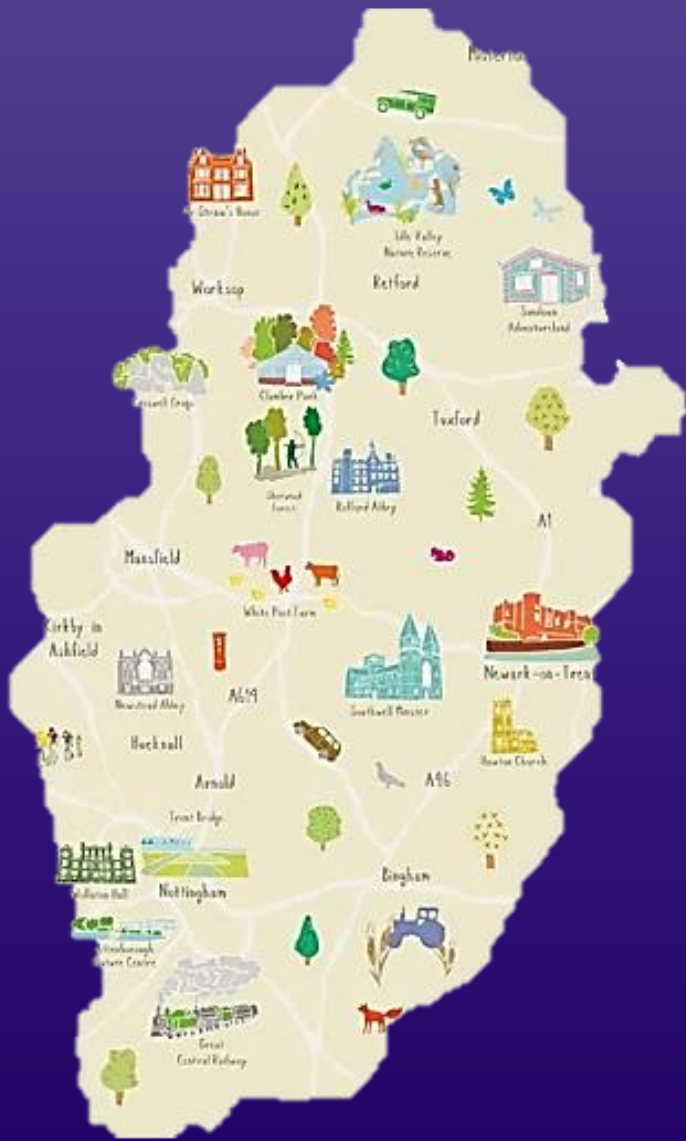 Misterton
Mr Straw's House
Idle Valley
Nature Reserve
Worksop
Retford
Sundown
Adventureland
Creswell Crags
Clumber Park
Tuxford
Sherwood
Forest
Rufford Abbey
A1
Mansfield
White Post Farm
Kirkby in
Ashfield
Newark-on-Tren
Newstead Abbey
A614
Southwell Minster
Hucknall
Hawton Church
Arnold
A46
Trent Bridge
Bingham
Wollaton Hall
Nottingham
Attenborough
Nature Centre
Great
Central Railway